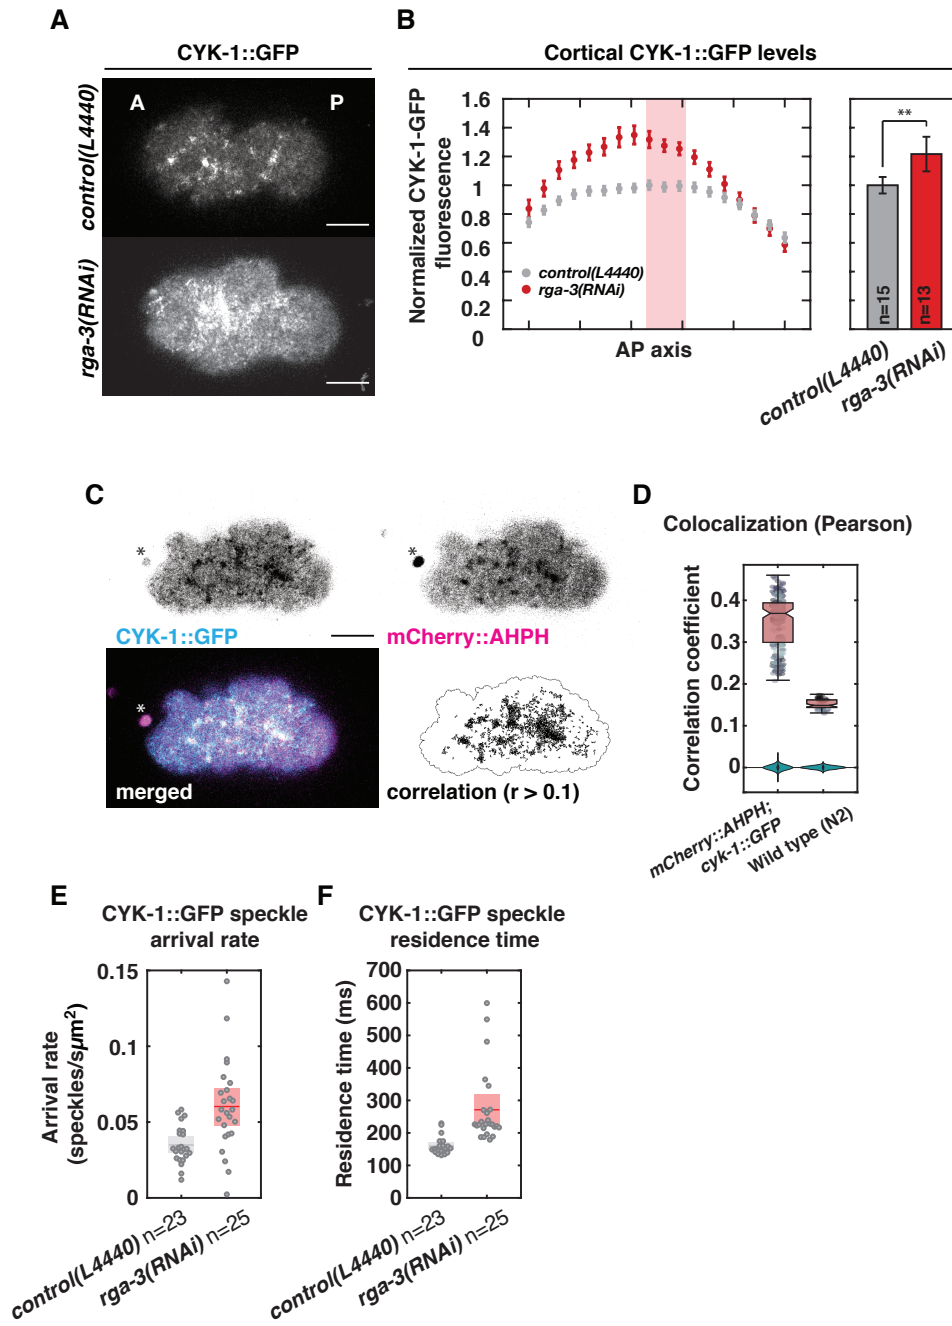 A
CYK-1::GFP
control(L4440)
A
P
rga-3(RNAi)
B
Cortical CYK-1::GFP levels
Normalized CYK-1-GFP
fluorescence
1.6
1.4
1.2
1.0
0.8
0.6
0.4
0.2
0
control(L4440)
rga-3(RNAi)
AP axis
**
n=15
n=13
control(L4440)
rga-3(RNAi)
C
*
*
CYK-1::GFP
mCherry::AHPH
*
merged
correlation (r > 0.1)
D
Colocalization (Pearson)
Correlation coefficient
0.4
0.3
0.2
0.1
0
mCherry::AHPH;
cyk-1::GFP
Wild type (N2)
E
CYK-1::GFP speckle
arrival rate
Arrival rate
(speckles/sµm²)
0.15
0.1
0.05
0
control(L4440) n=23
rga-3(RNAi) n=25
F
CYK-1::GFP speckle
residence time
Residence time (ms)
700
600
500
400
300
200
100
0
control(L4440) n=23
rga-3(RNAi) n=25